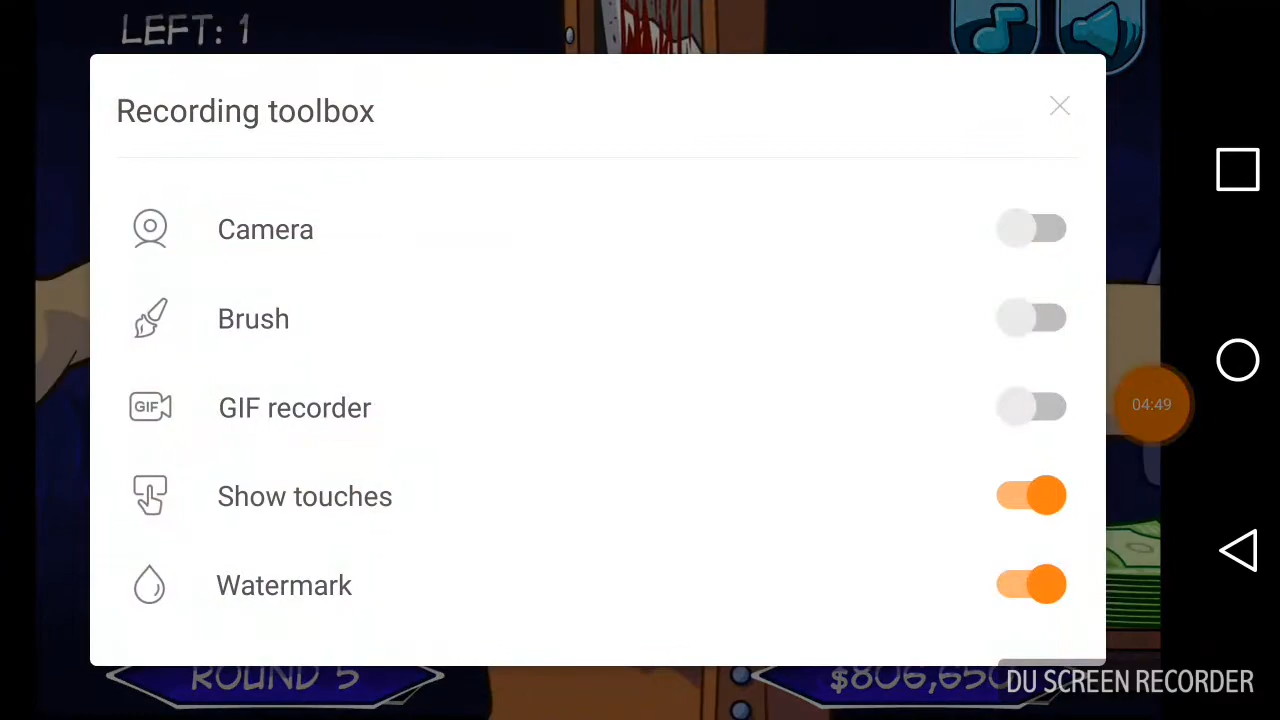 LEFT: 1
Recording toolbox
Camera
Brush
GIF GIF recorder
04:49
Show touches
Watermark
ROUND 5
$806,650
DU SCREEN RECORDER